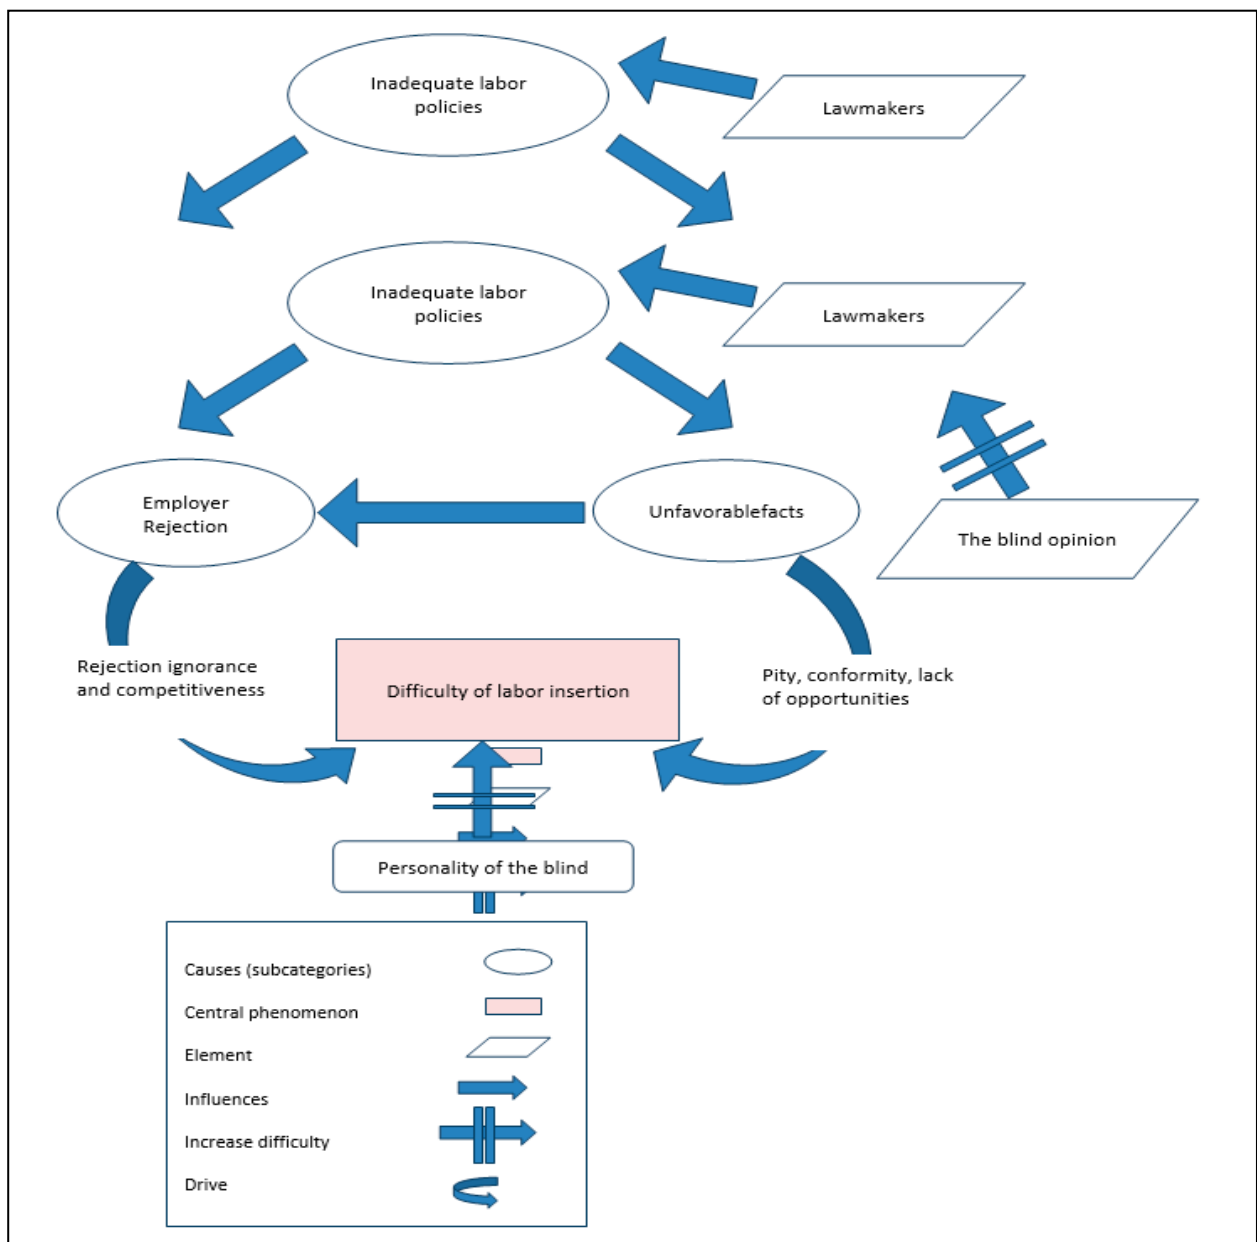 Inadequate labor
policies
Lawmakers
Inadequate labor
policies
Lawmakers
Employer
Rejection
Unfavorablefacts
The blind opinion
Rejection ignorance
and competitiveness
Difficulty of labor insertion
Pity, conformity, lack
of opportunities
Personality of the blind
Causes (subcategories)
Central phenomenon
Element
Influences
Increase difficulty
Drive